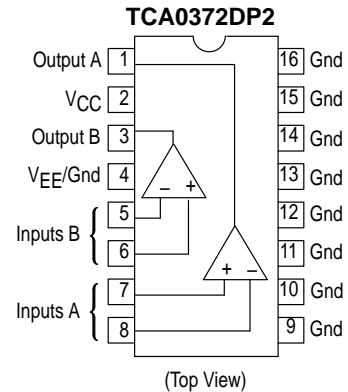 TCA0372DP2
Output A 1 16 Gnd
VCC 2 15 Gnd
Output B 3 14 Gnd
VEE/Gnd 4 13 Gnd
5 12 Gnd
Inputs B
6 11 Gnd
7 10 Gnd
Inputs A
8 9 Gnd
– +
+ –
(Top View)